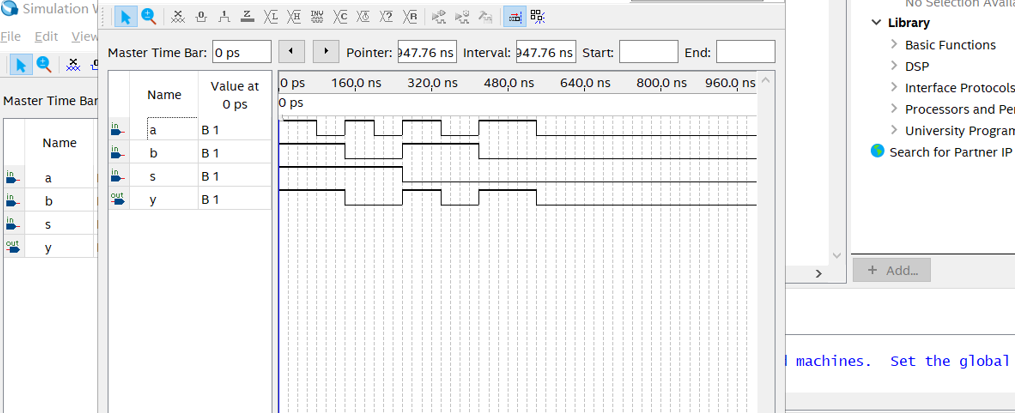 Simulation W
File Edit View
Master Time Bar
Name
a
b
s
y
Master Time Bar: 0 ps Pointer: 947.76 ns Interval: 947.76 ns Start: End:
Name Value at 0 ps
0 ps 160,0 ns 320,0 ns 480,0 ns 640,0 ns 800,0 ns 960,0 ns
0 ps
in a B 1
in b B 1
in s B 1
out y B 1
No Selection Availa
Library
Basic Functions
DSP
Interface Protocols
Processors and Per
University Program
Search for Partner IP
+ Add...
machines. Set the global